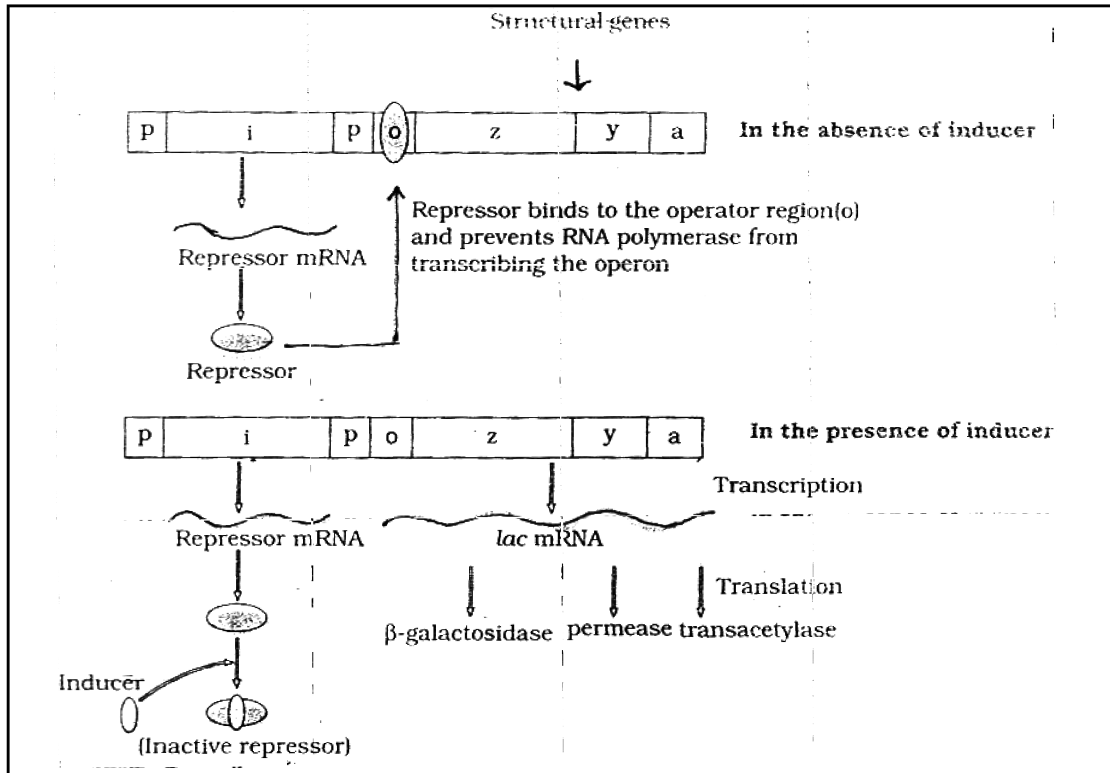 Structural genes
i
p i p o z y a In the absence of inducer
i
Repressor binds to the operator region(o)
and prevents RNA polymerase from
transcribing the operon
Repressor mRNA
Repressor
p i p o z y a In the presence of inducer
Transcription
Repressor mRNA lac mRNA
Translation
β-galactosidase permease transacetylase
Inducer
(Inactive repressor)